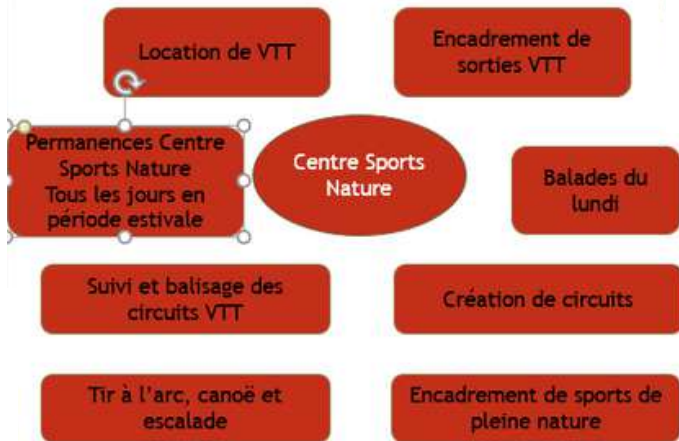 Location de VTT
Encadrement de
sorties VTT
Permanences Centre
Sports Nature
Tous les jours en
période estivale
Centre Sports
Nature
Balades du
lundi
Suivi et balisage des
circuits VTT
Création de circuits
Tir à l'arc, canoë et
escalade
Encadrement de sports de
pleine nature